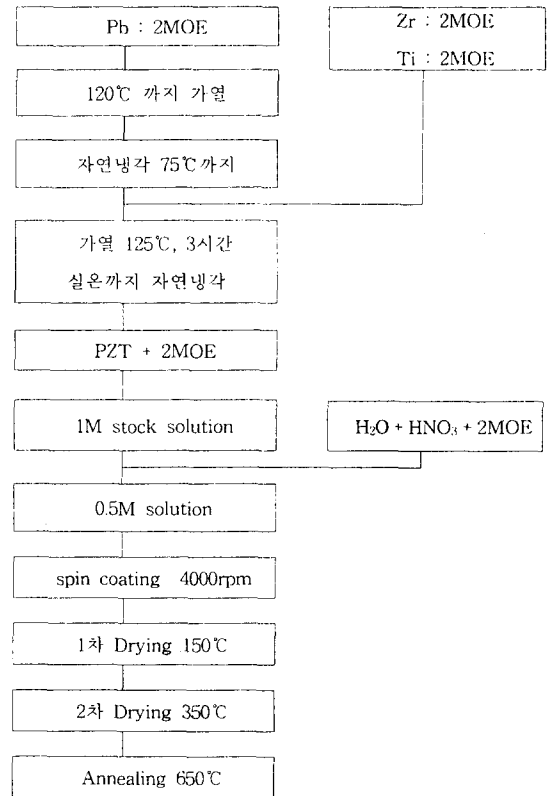 Pb : 2MOE
Zr : 2MOE
Ti : 2MOE
120℃ 까지 가열
자연냉각 75℃까지
가열 125℃, 3시간
실온까지 자연냉각
PZT + 2MOE
1M stock solution
H₂O + HNO₃ + 2MOE
0.5M solution
spin coating 4000rpm
1차 Drying 150℃
2차 Drying 350℃
Annealing 650℃